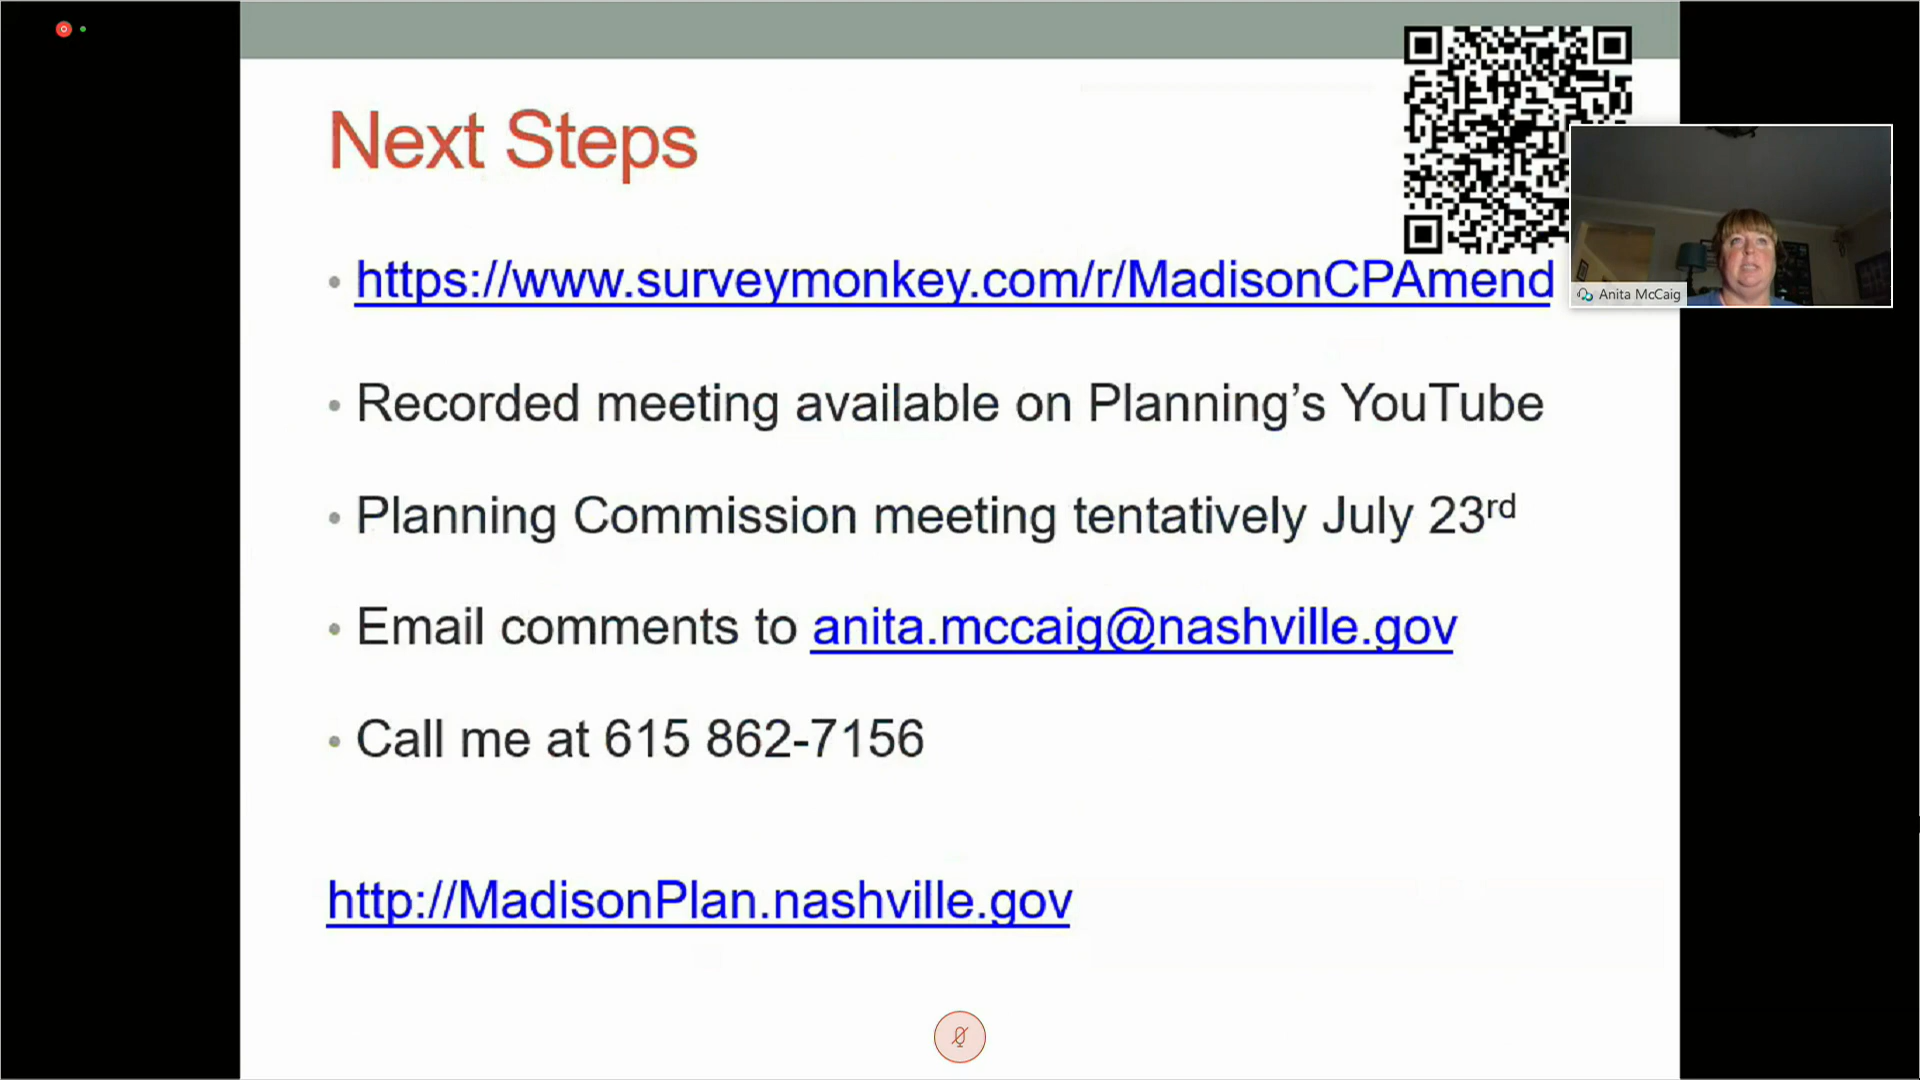 Next Steps
https://www.surveymonkey.com/r/MadisonCPAmend
Anita McCaig
Recorded meeting available on Planning’s YouTube
Planning Commission meeting tentatively July 23rd
Email comments to anita.mccaig@nashville.gov
Call me at 615 862-7156
http://MadisonPlan.nashville.gov